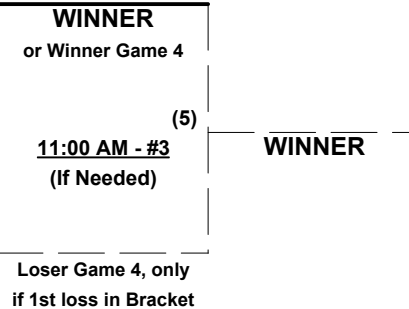 WINNER
or Winner Game 4
(5)
11:00 AM - #3
WINNER
(If Needed)
Loser Game 4, only
if 1st loss in Bracket